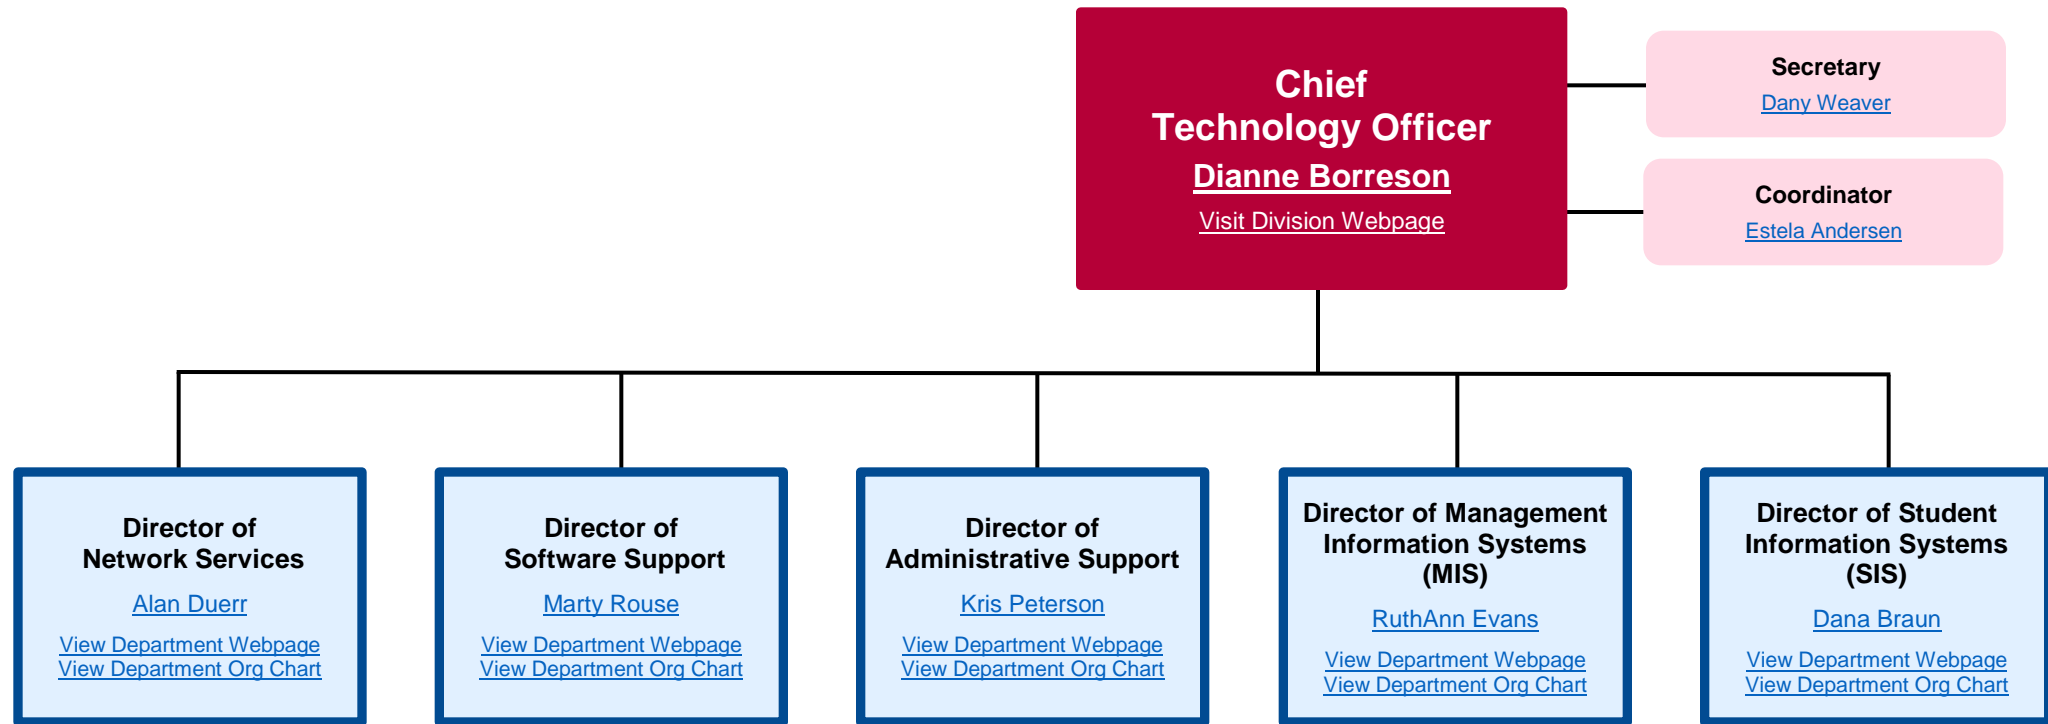 Chief
Technology Officer
Dianne Borreson
Visit Division Webpage
Secretary
Dany Weaver
Coordinator
Estela Andersen
Director of
Network Services
Alan Duerr
View Department Webpage
View Department Org Chart
Director of
Software Support
Marty Rouse
View Department Webpage
View Department Org Chart
Director of
Administrative Support
Kris Peterson
View Department Webpage
View Department Org Chart
Director of Management
Information Systems
(MIS)
RuthAnn Evans
View Department Webpage
View Department Org Chart
Director of Student
Information Systems
(SIS)
Dana Braun
View Department Webpage
View Department Org Chart